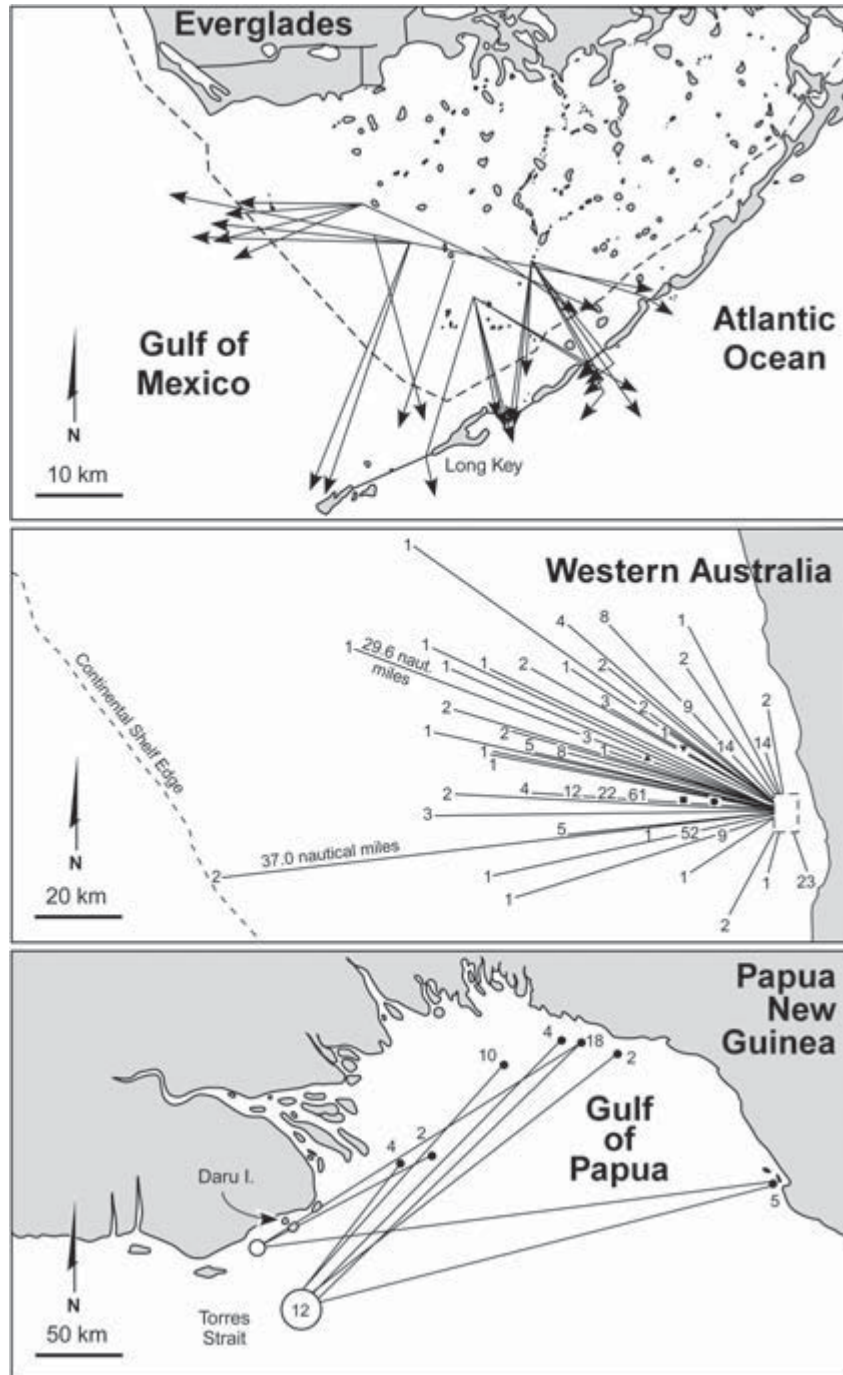 Everglades
Gulf of
Mexico
Atlantic
Ocean
N
10 km
Long Key
Western Australia
1
4
8
1
1
29.6 naut.
miles
1
1
1
2
1
2
2
3
2
9
2
2
1
14
14
2
1
2
5
3
8
1
1
1
Continental Shelf Edge
2
4
12
22
61
3
5
1
52
9
37.0 nautical miles
2
1
1
1
1
23
2
N
20 km
Papua
New
Guinea
4
18
2
10
Gulf
of
Papua
2
4
Daru I.
5
N
12
Torres
Strait
50 km